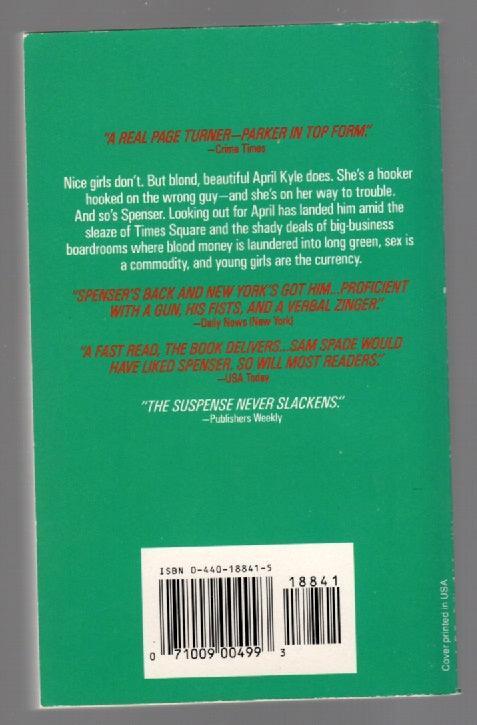 "A REAL PAGE TURNER—PARKER IN TOP FORM."
—Crime Times
Nice girls don't. But blond, beautiful April Kyle does. She's a hooker
hooked on the wrong guy—and she's on her way to trouble.
And so's Spenser. Looking out for April has landed him amid the
sleaze of Times Square and the shady deals of big-business
boardrooms where blood money is laundered into long green, sex is
a commodity, and young girls are the currency.
"SPENSER'S BACK AND NEW YORK'S GOT HIM...PROFICIENT
WITH A GUN, HIS FISTS, AND A VERBAL ZINGER."
—Daily News (New York)
"A FAST READ, THE BOOK DELIVERS...SAM SPADE WOULD
HAVE LIKED SPENSER. SO WILL MOST READERS."
—USA Today
"THE SUSPENSE NEVER SLACKENS."
—Publishers Weekly
ISBN 0-440-18841-5
18841
0 71009 00499 3
Cover printed in USA